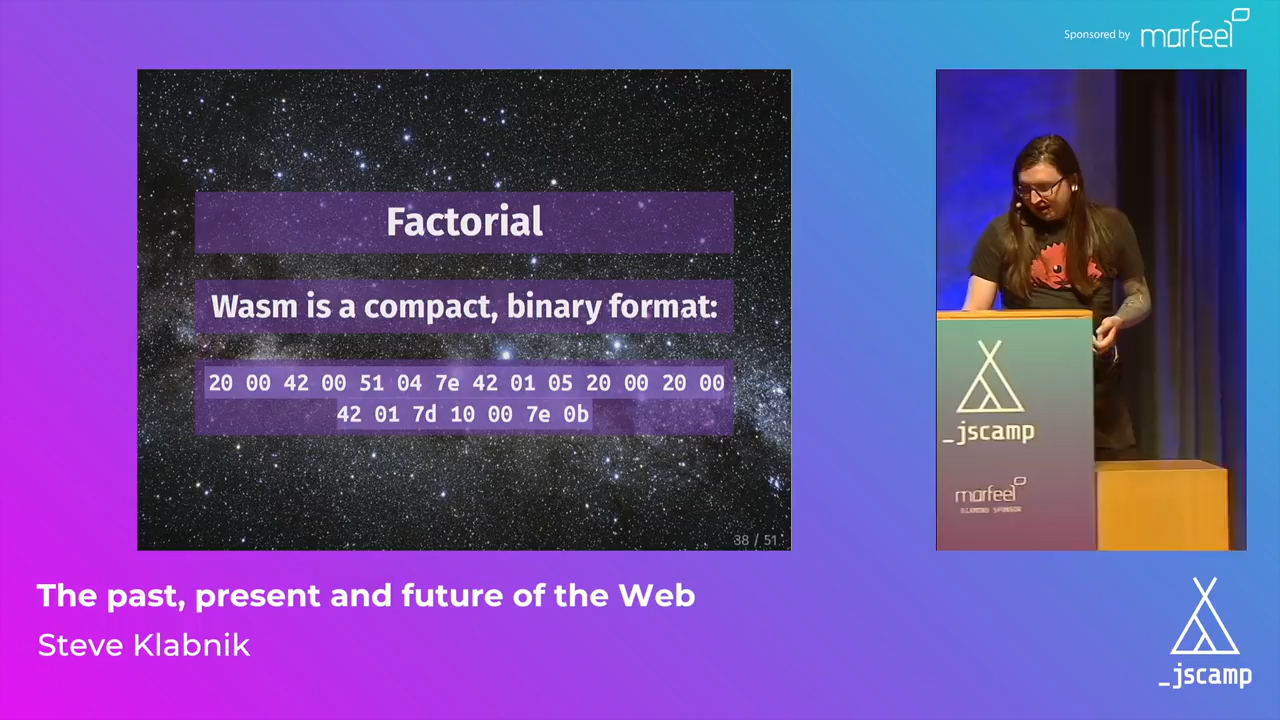 Sponsored by marfeel
Factorial
Wasm is a compact, binary format:
20 00 42 00 51 04 7e 42 01 05 20 00 20 00
42 01 7d 10 00 7e 0b
38 / 51
_jscamp
marfeel
DIAMOND SPONSOR
The past, present and future of the Web
Steve Klabnik
_jscamp